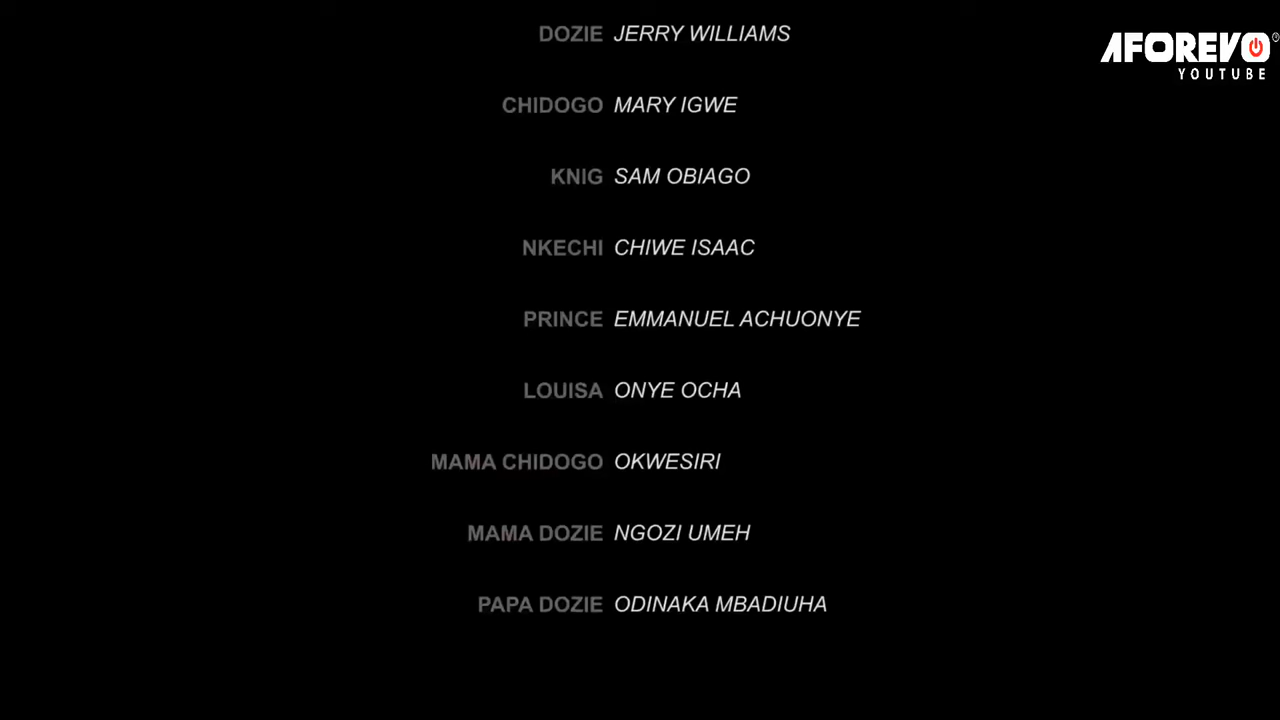 DOZIE JERRY WILLIAMS
AFOREVO
YOUTUBE
CHIDOGO MARY IGWE
KNIG SAM OBIAGO
NKECHI CHIWE ISAAC
PRINCE EMMANUEL ACHUONYE
LOUISA ONYE OCHA
MAMA CHIDOGO OKWESIRI
MAMA DOZIE NGOZI UMEH
PAPA DOZIE ODINAKA MBADIUHA